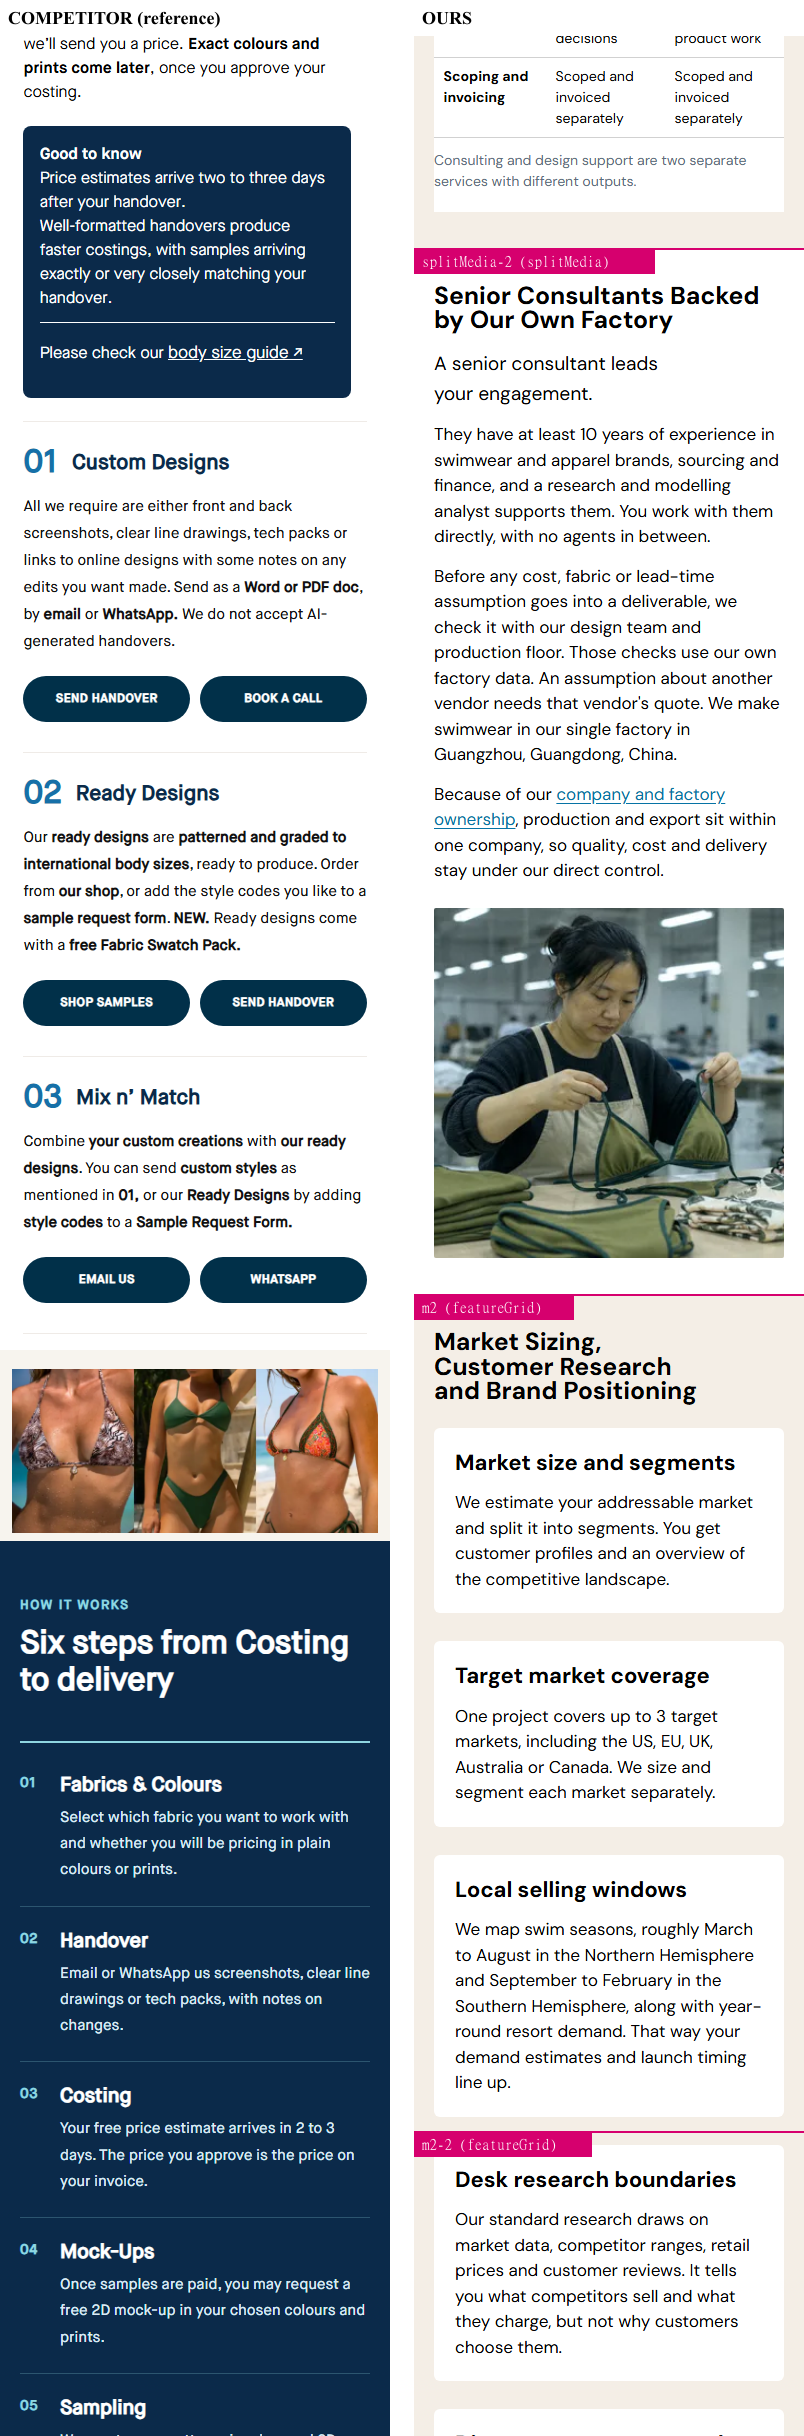 COMPETITOR (reference)
we'll send you a price. Exact colours and
prints come later, once you approve your
costing.
Good to know
Price estimates arrive two to three days
after your handover.
Well-formatted handovers produce
faster costings, with samples arriving
exactly or very closely matching your
handover.
Please check our body size guide ↗
01 Custom Designs
All we require are either front and back
screenshots, clear line drawings, tech packs or
links to online designs with some notes on any
edits you want made. Send as a Word or PDF doc,
by email or WhatsApp. We do not accept AI-
generated handovers.
SEND HANDOVER
BOOK A CALL
02 Ready Designs
Our ready designs are patterned and graded to
international body sizes, ready to produce. Order
from our shop, or add the style codes you like to a
sample request form. NEW. Ready designs come
with a free Fabric Swatch Pack.
SHOP SAMPLES
SEND HANDOVER
03 Mix n' Match
Combine your custom creations with our ready
designs. You can send custom styles as
mentioned in 01, or our Ready Designs by adding
style codes to a Sample Request Form.
EMAIL US
WHATSAPP
HOW IT WORKS
Six steps from Costing
to delivery
01 Fabrics & Colours
Select which fabric you want to work with
and whether you will be pricing in plain
colours or prints.
02 Handover
Email or WhatsApp us screenshots, clear line
drawings or tech packs, with notes on
changes.
03 Costing
Your free price estimate arrives in 2 to 3
days. The price you approve is the price on
your invoice.
04 Mock-Ups
Once samples are paid, you may request a
free 2D mock-up in your chosen colours and
prints.
05 Sampling
OURS
decisions
product work
Scoping and
invoicing
Scoped and
invoiced
separately
Scoped and
invoiced
separately
Consulting and design support are two separate
services with different outputs.
splitMedia-2 (splitMedia)
Senior Consultants Backed
by Our Own Factory
A senior consultant leads
your engagement.
They have at least 10 years of experience in
swimwear and apparel brands, sourcing and
finance, and a research and modelling
analyst supports them. You work with them
directly, with no agents in between.
Before any cost, fabric or lead-time
assumption goes into a deliverable, we
check it with our design team and
production floor. Those checks use our own
factory data. An assumption about another
vendor needs that vendor's quote. We make
swimwear in our single factory in
Guangzhou, Guangdong, China.
Because of our company and factory
ownership, production and export sit within
one company, so quality, cost and delivery
stay under our direct control.
m2 (featureGrid)
Market Sizing,
Customer Research
and Brand Positioning
Market size and segments
We estimate your addressable market
and split it into segments. You get
customer profiles and an overview of
the competitive landscape.
Target market coverage
One project covers up to 3 target
markets, including the US, EU, UK,
Australia or Canada. We size and
segment each market separately.
Local selling windows
We map swim seasons, roughly March
to August in the Northern Hemisphere
and September to February in the
Southern Hemisphere, along with year-
round resort demand. That way your
demand estimates and launch timing
line up.
m2-2 (featureGrid)
Desk research boundaries
Our standard research draws on
market data, competitor ranges, retail
prices and customer reviews. It tells
you what competitors sell and what
they charge, but not why customers
choose them.